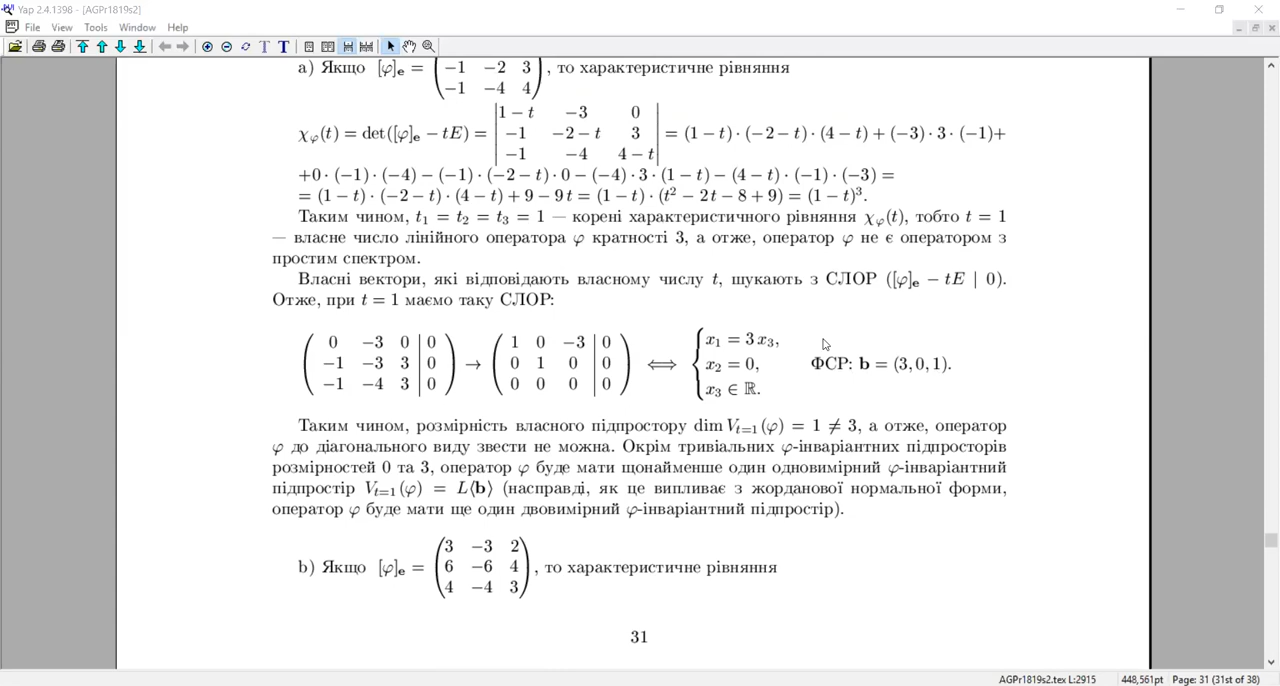 Yap 2.4.1398 - [AGPr1819s2]
File View Tools Window Help
a) Якщо [φ]e = ( −1 −2 3 ; −1 −4 4 ), то характеристичне рівняння
χφ(t) = det([φ]e − tE) = | 1 − t −3 0 ; −1 −2 − t 3 ; −1 −4 4 − t | = (1 − t) · (−2 − t) · (4 − t) + (−3) · 3 · (−1)+
+0 · (−1) · (−4) − (−1) · (−2 − t) · 0 − (−4) · 3 · (1 − t) − (4 − t) · (−1) · (−3) =
= (1 − t) · (−2 − t) · (4 − t) + 9 − 9 t = (1 − t) · (t² − 2t − 8 + 9) = (1 − t)³.
Таким чином, t₁ = t₂ = t₃ = 1 — корені характеристичного рівняння χφ(t), тобто t = 1
— власне число лінійного оператора φ кратності 3, а отже, оператор φ не є оператором з
простим спектром.
Власні вектори, які відповідають власному числу t, шукають з СЛОР ([φ]e − tE | 0).
Отже, при t = 1 маємо таку СЛОР:
( 0 −3 0 | 0 ; −1 −3 3 | 0 ; −1 −4 3 | 0 ) → ( 1 0 −3 | 0 ; 0 1 0 | 0 ; 0 0 0 | 0 ) ⟺ { x₁ = 3 x₃, x₂ = 0, x₃ ∈ ℝ. ФСР: b = (3, 0, 1).
Таким чином, розмірність власного підпростору dim Vt=1(φ) = 1 ≠ 3, а отже, оператор
φ до діагонального виду звести не можна. Окрім тривіальних φ-інваріантних підпросторів
розмірностей 0 та 3, оператор φ буде мати щонайменше один одновимірний φ-інваріантний
підпростір Vt=1(φ) = L⟨b⟩ (насправді, як це випливає з жорданової нормальної форми,
оператор φ буде мати ще один двовимірний φ-інваріантний підпростір).
b) Якщо [φ]e = ( 3 −3 2 ; 6 −6 4 ; 4 −4 3 ), то характеристичне рівняння
31
AGPr1819s2.tex L:2915 448,561pt Page: 31 (31st of 38)